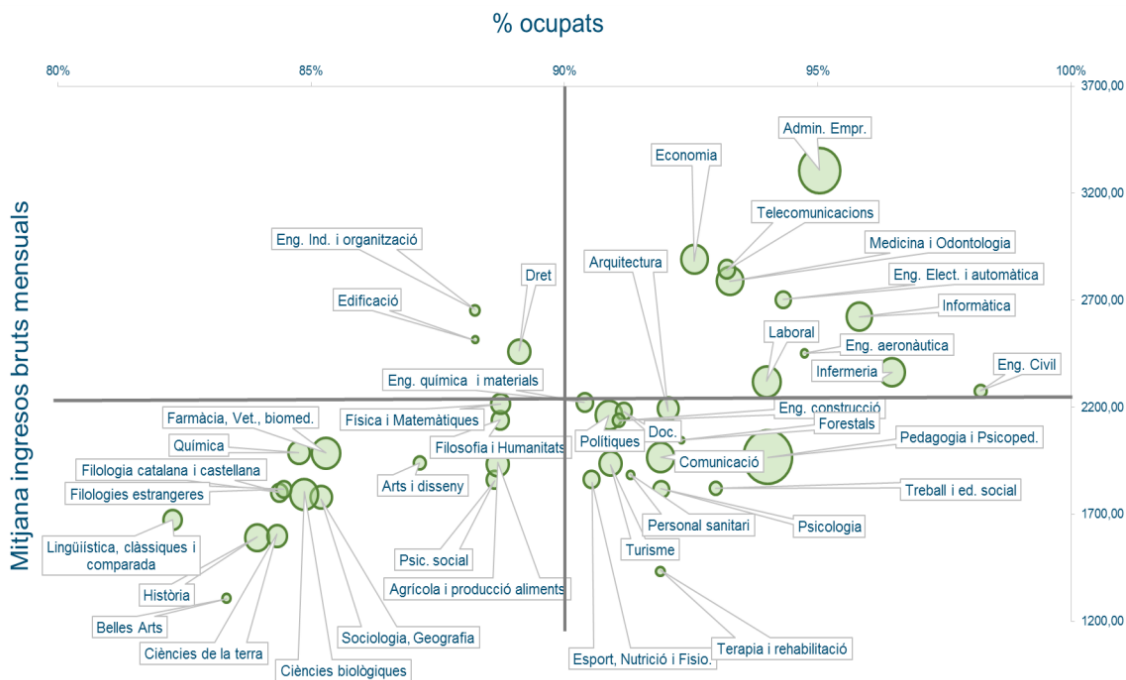 % ocupats
80%
85%
90%
95%
100%
3700,00
Admin. Empr.
Economia
3200,00
Telecomunicacions
Eng. Ind. i organització
Medicina i Odontologia
Arquitectura
Dret
Eng. Elect. i automàtica
Edificació
2700,00
Informàtica
Laboral
Eng. aeronàutica
Infermeria
Eng. Civil
Eng. química i materials
Mitjana ingresos bruts mensuals
2200,00
Farmàcia, Vet., biomed.
Física i Matemàtiques
Eng. construcció
Forestals
Doc.
Química
Filosofia i Humanitats
Polítiques
Pedagogia i Psicoped.
Filologia catalana i castellana
Comunicació
Arts i disseny
Filologies estrangeres
Treball i ed. social
1700,00
Personal sanitari
Psicologia
Lingüiística, clàssiques i
comparada
Turisme
Psic. social
Agrícola i producció aliments
Història
Belles Arts
1200,00
Sociologia, Geografia
Terapia i rehabilitació
Ciències de la terra
Esport, Nutrició i Fisio.
Ciències biològiques